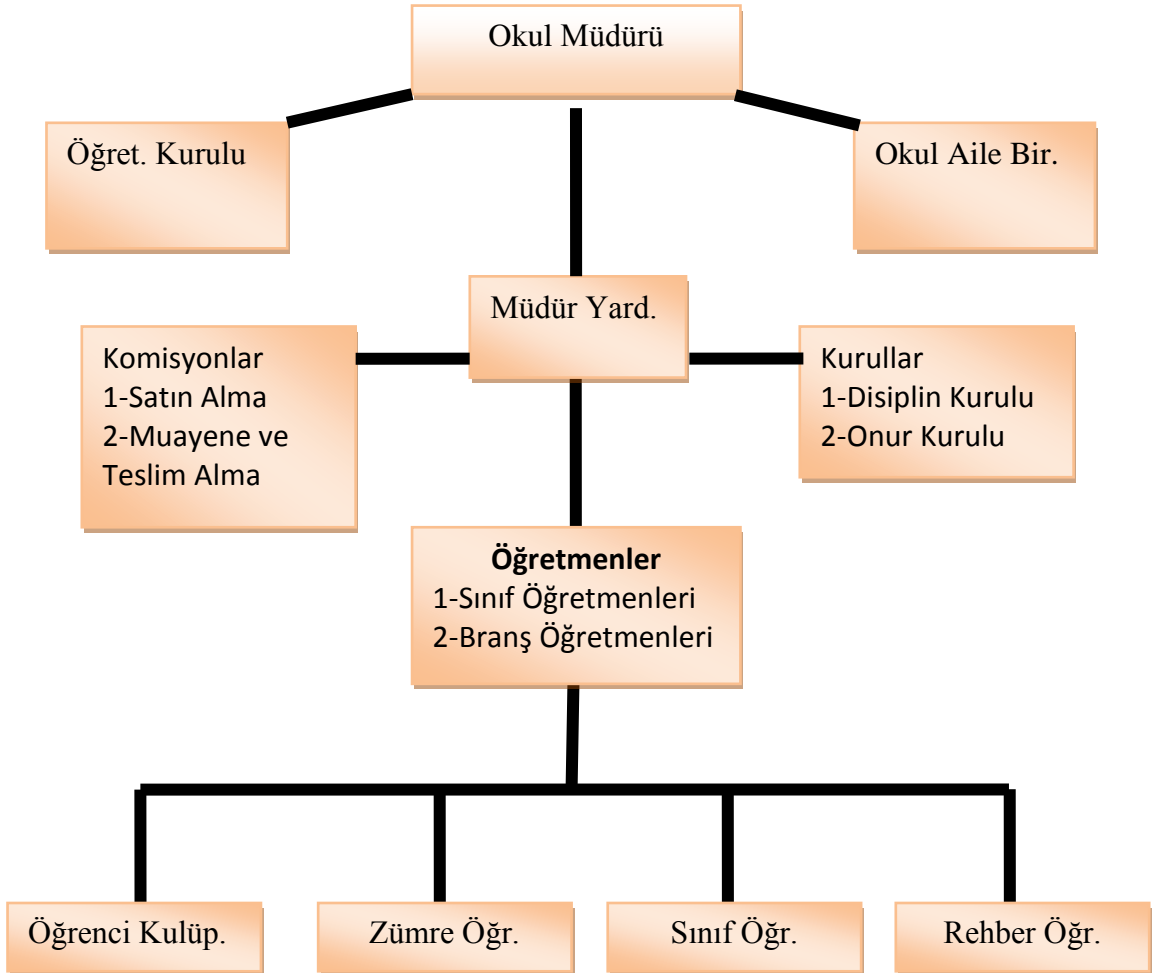 Okul Müdürü
Öğret. Kurulu
Okul Aile Bir.
Müdür Yard.
Komisyonlar
1-Satın Alma
2-Muayene ve
Teslim Alma
Kurullar
1-Disiplin Kurulu
2-Onur Kurulu
Öğretmenler
1-Sınıf Öğretmenleri
2-Branş Öğretmenleri
Öğrenci Kulüp.
Zümre Öğr.
Sınıf Öğr.
Rehber Öğr.